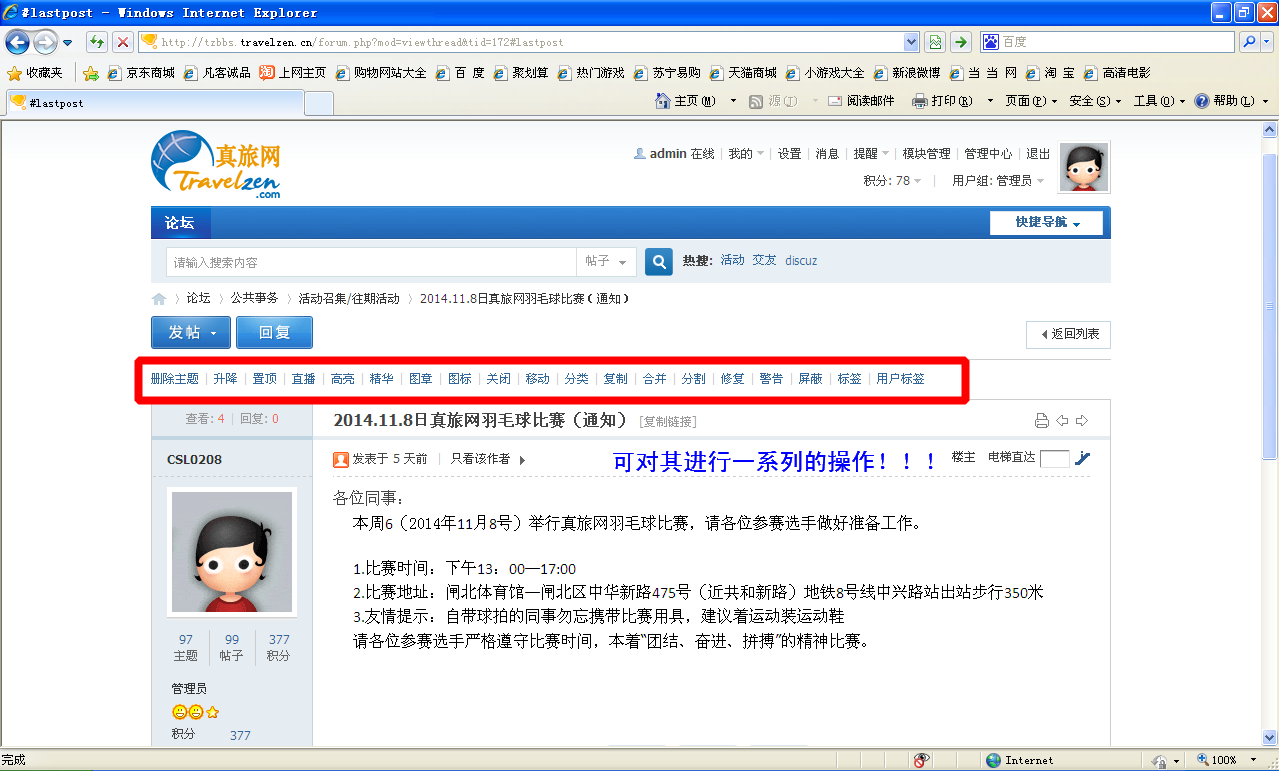 #lastpost - Windows Internet Explorer
http://tzbbs.travelzen.cn/forum.php?mod=viewthread&tid=172#lastpost
百度
收藏夹 京东商城 凡客诚品 淘 上网主页 购物网站大全 百 度 聚划算 热门游戏 苏宁易购 天猫商城 小游戏大全 新浪微博 当 当 网 淘 宝 高清电影
#lastpost
主页(M) 源(J) 阅读邮件 打印(R) 页面(P) 安全(S) 工具(O) 帮助(L)
真旅网
Travelzen
.com
admin 在线 我的 设置 消息 提醒 模块管理 管理中心 退出
积分: 78 用户组: 管理员
论坛 快捷导航
请输入搜索内容 帖子 热搜: 活动 交友 discuz
论坛 公共事务 活动召集/往期活动 2014.11.8日真旅网羽毛球比赛（通知）
发帖 回复 返回列表
删除主题 升降 置顶 直播 高亮 精华 图章 图标 关闭 移动 分类 复制 合并 分割 修复 警告 屏蔽 标签 用户标签
查看: 4 回复: 0
2014.11.8日真旅网羽毛球比赛（通知） [复制链接]
CSL0208
发表于 5 天前 只看该作者
可对其进行一系列的操作！！！
楼主 电梯直达
各位同事：
本周6（2014年11月8号）举行真旅网羽毛球比赛，请各位参赛选手做好准备工作。
1.比赛时间：下午13：00—17:00
2.比赛地址：闸北体育馆—闸北区中华新路475号（近共和新路）地铁8号线中兴路站出站步行350米
3.友情提示：自带球拍的同事勿忘携带比赛用具，建议着运动装运动鞋
请各位参赛选手严格遵守比赛时间，本着“团结、奋进、拼搏”的精神比赛。
97 99 377
主题 帖子 积分
管理员
积分 377
完成 Internet 100%